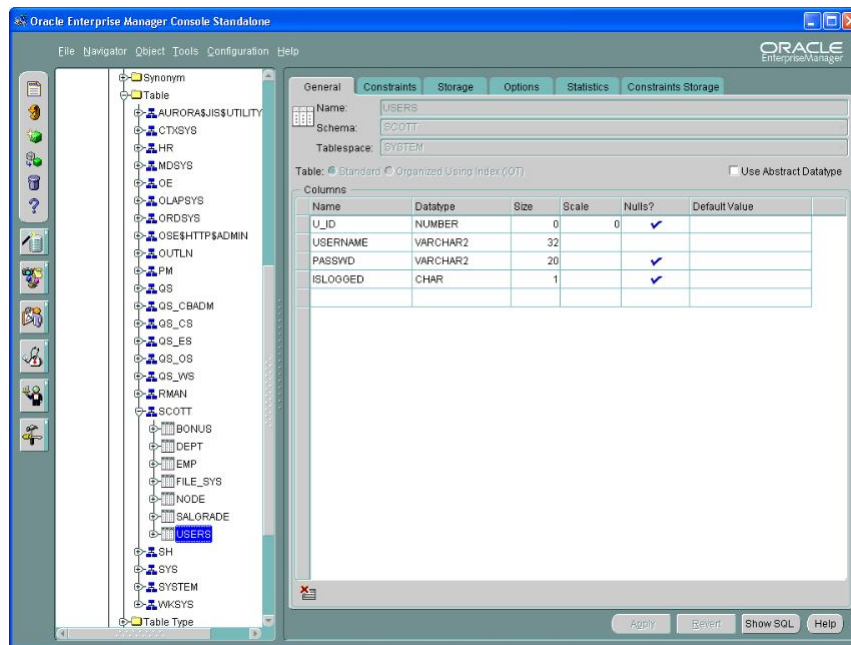 Oracle Enterprise Manager Console Standalone
File Navigator Object Tools Configuration Help
ORACLE
EnterpriseManager
Synonym
Table
AURORA$JIS$UTILITY
CTXSYS
HR
MDSYS
OE
OLAPSYS
ORDSYS
OSE$HTTP$ADMIN
OUTLN
PM
QS
QS_CBADM
QS_CS
QS_ES
QS_OS
QS_WS
RMAN
SCOTT
BONUS
DEPT
EMP
FILE_SYS
NODE
SALGRADE
USERS
SH
SYS
SYSTEM
WKSYS
Table Type
General Constraints Storage Options Statistics Constraints Storage
Name: USERS
Schema: SCOTT
Tablespace: SYSTEM
Table: Standard Organized Using Index (IOT) Use Abstract Datatype
Columns
Name Datatype Size Scale Nulls? Default Value
U_ID NUMBER 0 0
USERNAME VARCHAR2 32
PASSWD VARCHAR2 20
ISLOGGED CHAR 1
Apply Revert Show SQL Help